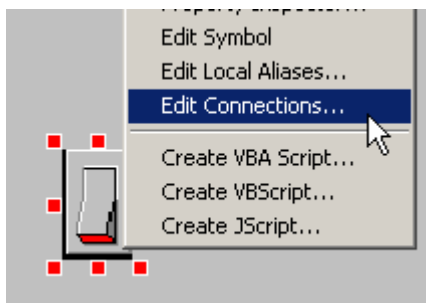 Edit Symbol
Edit Local Aliases...
Edit Connections...
Create VBA Script...
Create VBScript...
Create JScript...